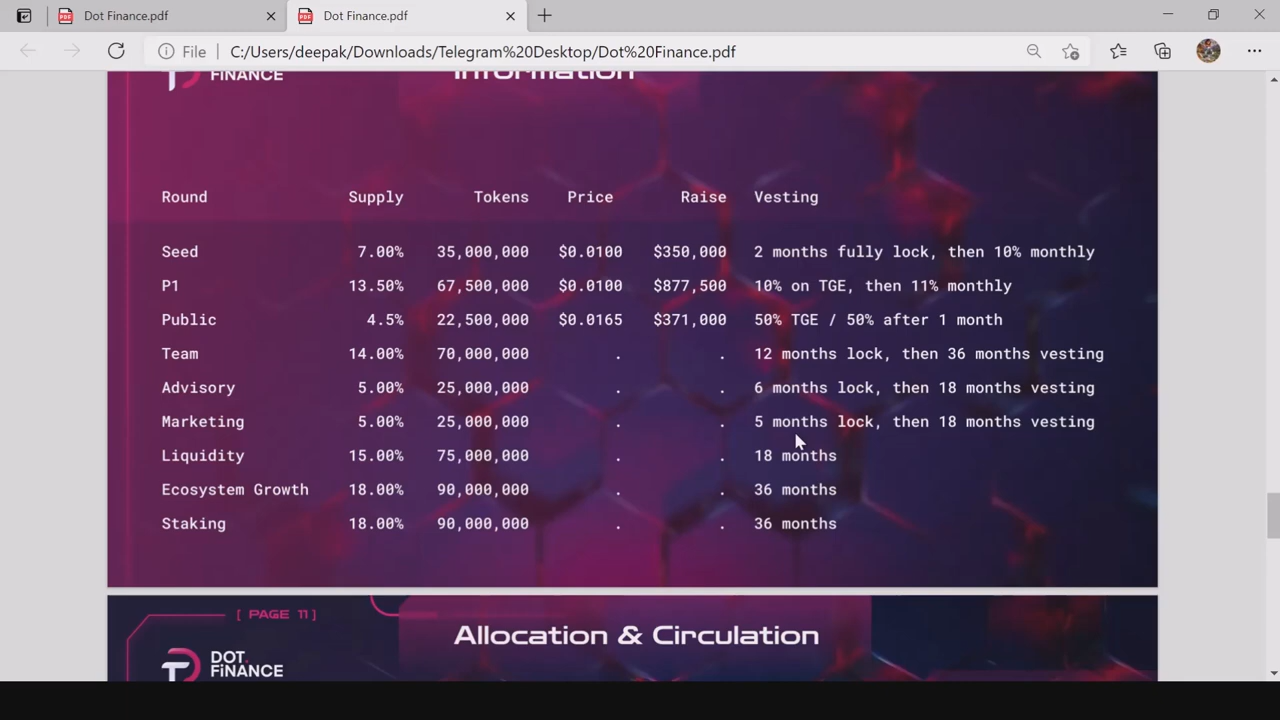 Dot Finance.pdf
Dot Finance.pdf
File C:/Users/deepak/Downloads/Telegram%20Desktop/Dot%20Finance.pdf
FINANCE
Information
Round Supply Tokens Price Raise Vesting
Seed 7.00% 35,000,000 $0.0100 $350,000 2 months fully lock, then 10% monthly
P1 13.50% 67,500,000 $0.0100 $877,500 10% on TGE, then 11% monthly
Public 4.5% 22,500,000 $0.0165 $371,000 50% TGE / 50% after 1 month
Team 14.00% 70,000,000 . . 12 months lock, then 36 months vesting
Advisory 5.00% 25,000,000 . . 6 months lock, then 18 months vesting
Marketing 5.00% 25,000,000 . . 5 months lock, then 18 months vesting
Liquidity 15.00% 75,000,000 . . 18 months
Ecosystem Growth 18.00% 90,000,000 . . 36 months
Staking 18.00% 90,000,000 . . 36 months
[ PAGE 11 ]
Allocation & Circulation
DOT.
FINANCE